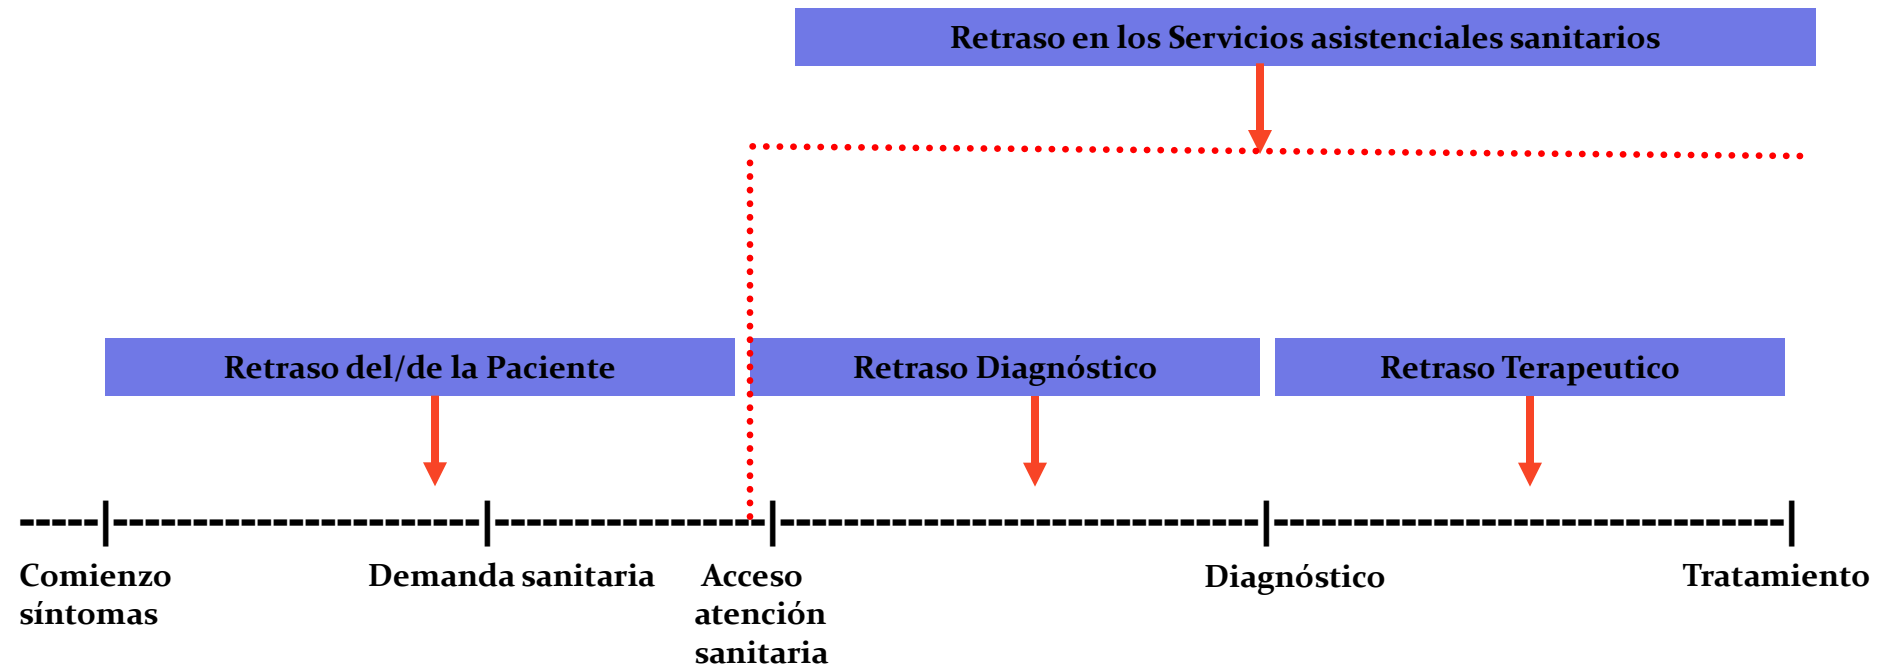 Retraso en los Servicios asistenciales sanitarios
Retraso del/de la Paciente
Retraso Diagnóstico
Retraso Terapeutico
Comienzo
síntomas
Demanda sanitaria
Acceso
atención
sanitaria
Diagnóstico
Tratamiento